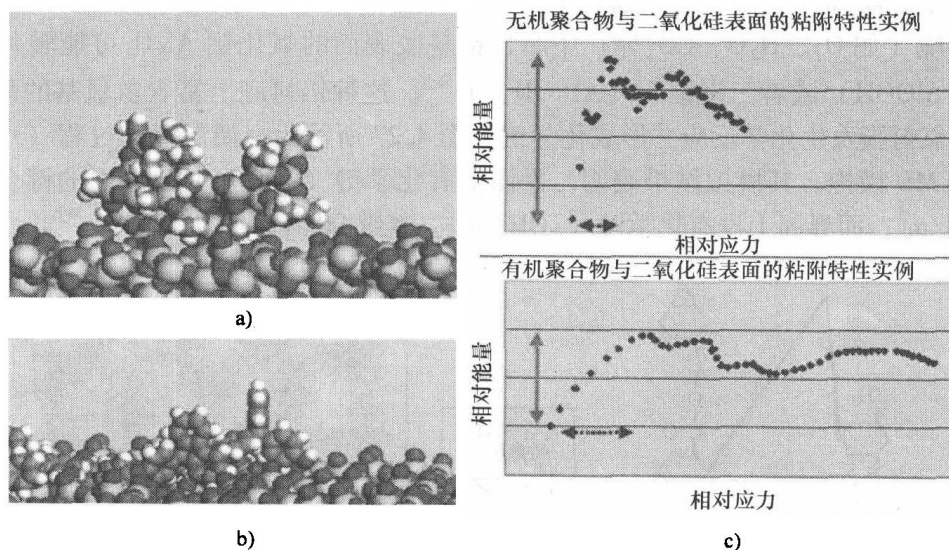 a)
b)
无机聚合物与二氧化硅表面的粘附特性实例
相对能量
相对应力
有机聚合物与二氧化硅表面的粘附特性实例
相对能量
相对应力
c)